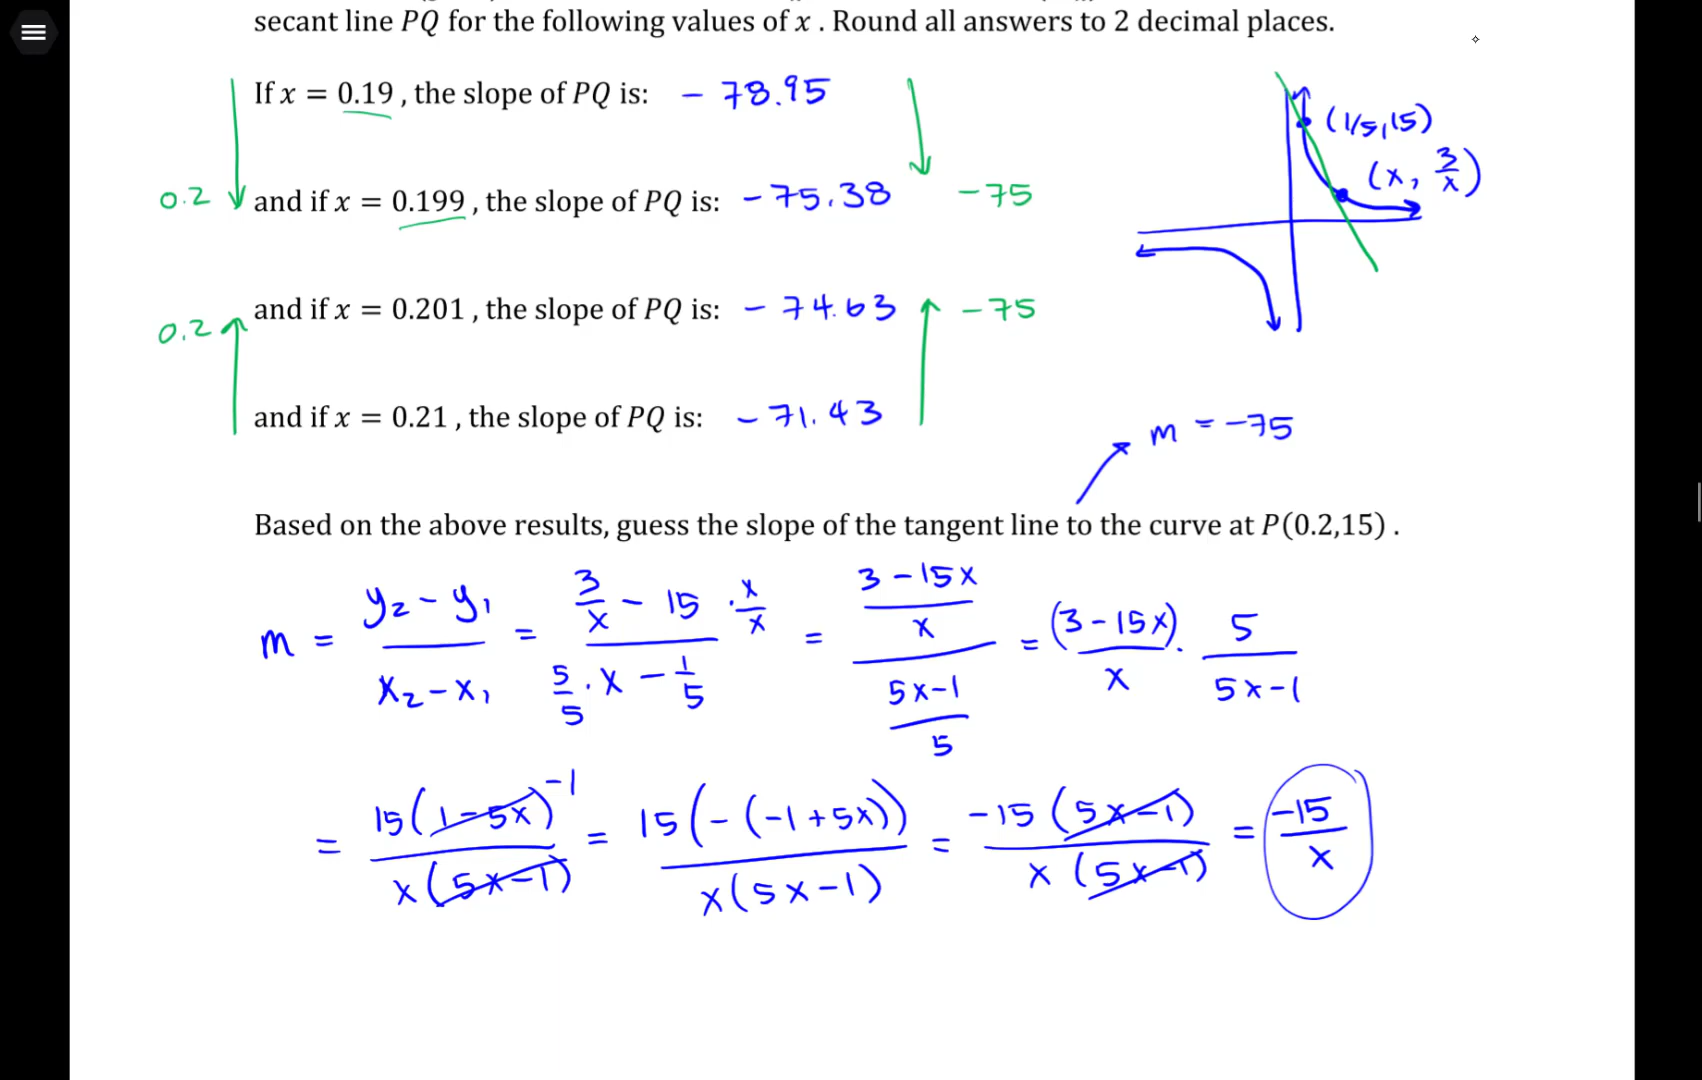 secant line PQ for the following values of x . Round all answers to 2 decimal places.
If x = 0.19 , the slope of PQ is: - 78.95
(1/5,15)
(x, 3/x)
0.2 and if x = 0.199 , the slope of PQ is: -75.38 -75
0.2 and if x = 0.201 , the slope of PQ is: - 74.63 -75
and if x = 0.21 , the slope of PQ is: - 71.43
m = -75
Based on the above results, guess the slope of the tangent line to the curve at P(0.2,15) .
m = (y₂ - y₁)/(x₂ - x₁) = (3/x - 15 · x/x)/(5/5 · x - 1/5) = ((3 - 15x)/x)/((5x-1)/5) = (3-15x)/x · 5/(5x-1)
= 15(1-5x)⁻¹/x(5x-1) = 15(-(-1+5x))/x(5x-1) = -15(5x-1)/x(5x-1) = -15/x